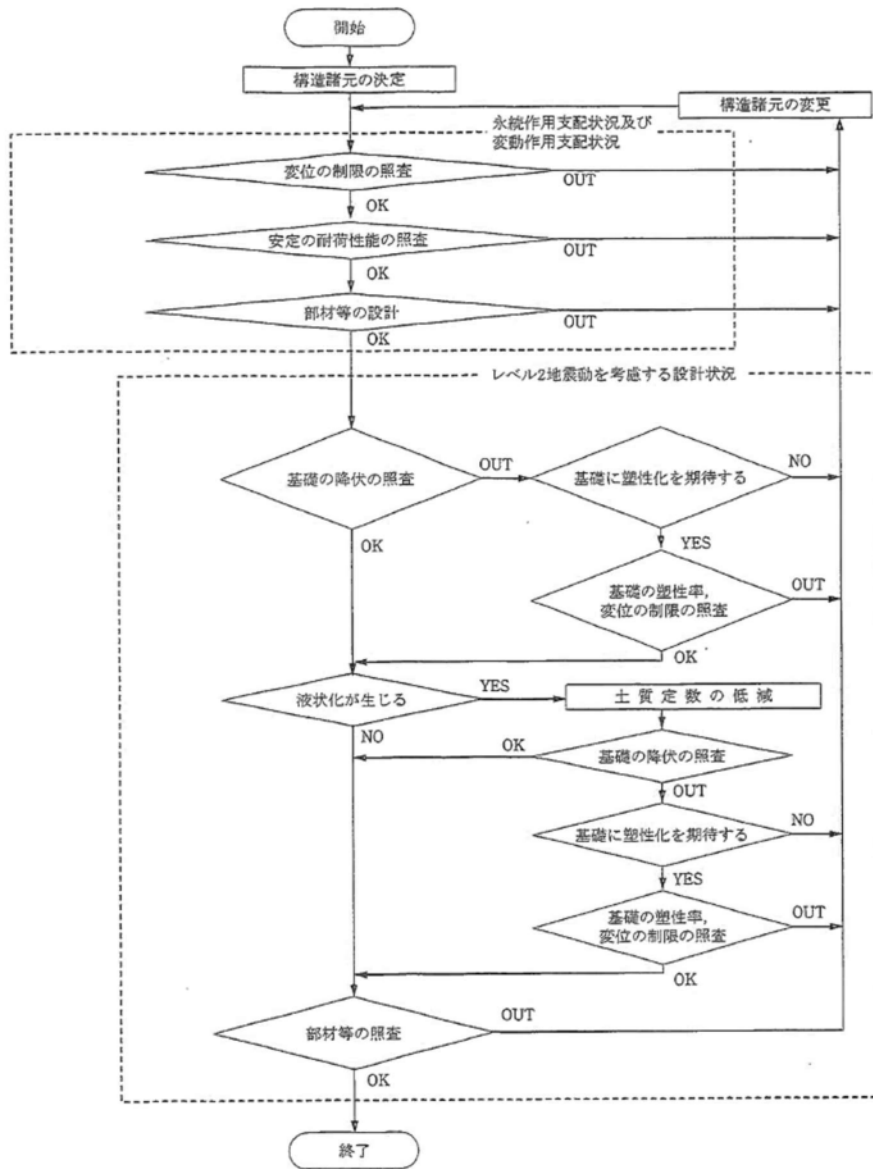 開始
構造諸元の決定
構造諸元の変更
永続作用支配状況及び
変動作用支配状況
変位の制限の照査
OUT
OK
安定の耐荷性能の照査
OUT
OK
部材等の設計
OUT
OK
レベル2地震動を考慮する設計状況
基礎の降伏の照査
OUT
基礎に塑性化を期待する
NO
OK
YES
基礎の塑性率,
変位の制限の照査
OUT
OK
液状化が生じる
YES
土質定数の低減
NO
OK
基礎の降伏の照査
OUT
基礎に塑性化を期待する
NO
YES
基礎の塑性率,
変位の制限の照査
OUT
OK
部材等の照査
OUT
OK
終了